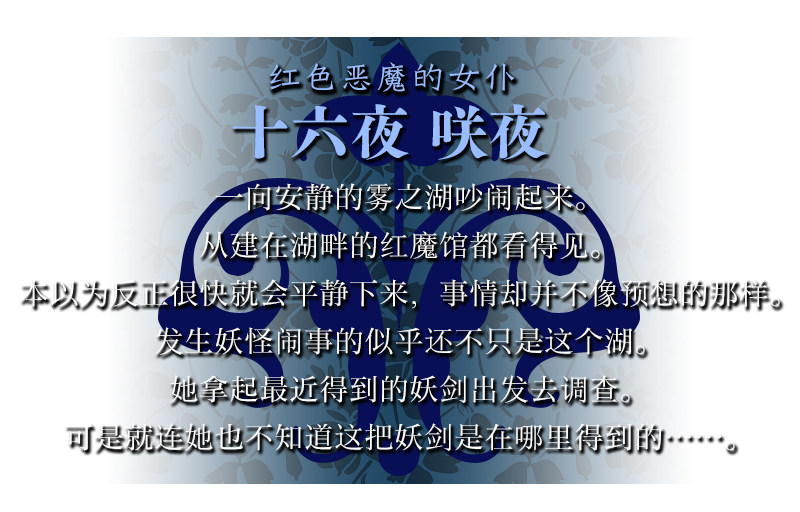 红色恶魔的女仆
十六夜 咲夜
一向安静的雾之湖吵闹起来。
从建在湖畔的红魔馆都看得见。
本以为反正很快就会平静下来，事情却并不像预想的那样。
发生妖怪闹事的似乎还不只是这个湖。
她拿起最近得到的妖剑出发去调查。
可是就连她也不知道这把妖剑是在哪里得到的……。